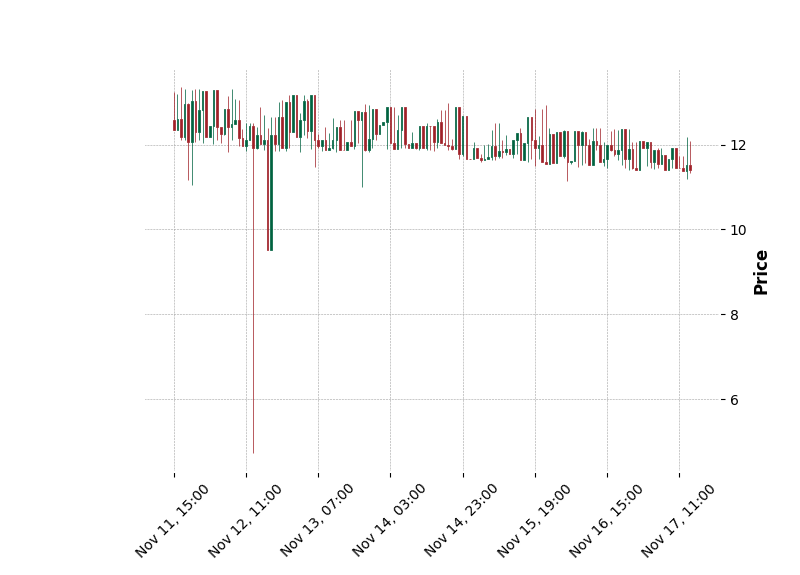 12
10
8
6
Price
Nov 11, 15:00
Nov 12, 11:00
Nov 13, 07:00
Nov 14, 03:00
Nov 14, 23:00
Nov 15, 19:00
Nov 16, 15:00
Nov 17, 11:00